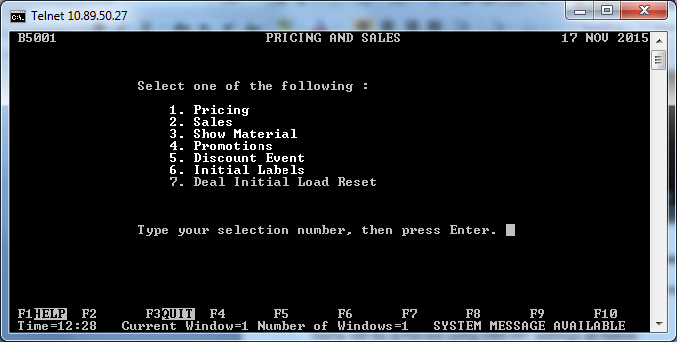 Telnet 10.89.50.27
B5001 PRICING AND SALES 17 NOV 2015
Select one of the following :
1. Pricing
2. Sales
3. Show Material
4. Promotions
5. Discount Event
6. Initial Labels
7. Deal Initial Load Reset
Type your selection number, then press Enter.
F1HELP F2 F3QUIT F4 F5 F6 F7 F8 F9 F10
Time=12:28 Current Window=1 Number of Windows=1 SYSTEM MESSAGE AVAILABLE